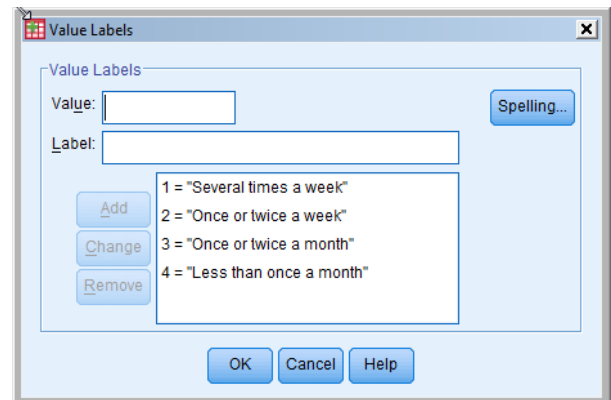 Value Labels
Value Labels
Value:
Spelling...
Label:
Add
Change
Remove
1 = "Several times a week"
2 = "Once or twice a week"
3 = "Once or twice a month"
4 = "Less than once a month"
OK Cancel Help